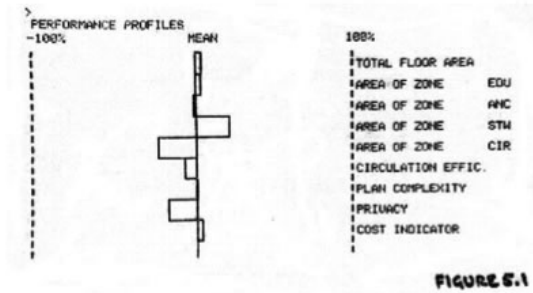 >
PERFORMANCE PROFILES
-100% MEAN 100%
TOTAL FLOOR AREA
AREA OF ZONE EDU
AREA OF ZONE ANC
AREA OF ZONE STW
AREA OF ZONE CIR
CIRCULATION EFFIC.
PLAN COMPLEXITY
PRIVACY
COST INDICATOR
FIGURE 5.1